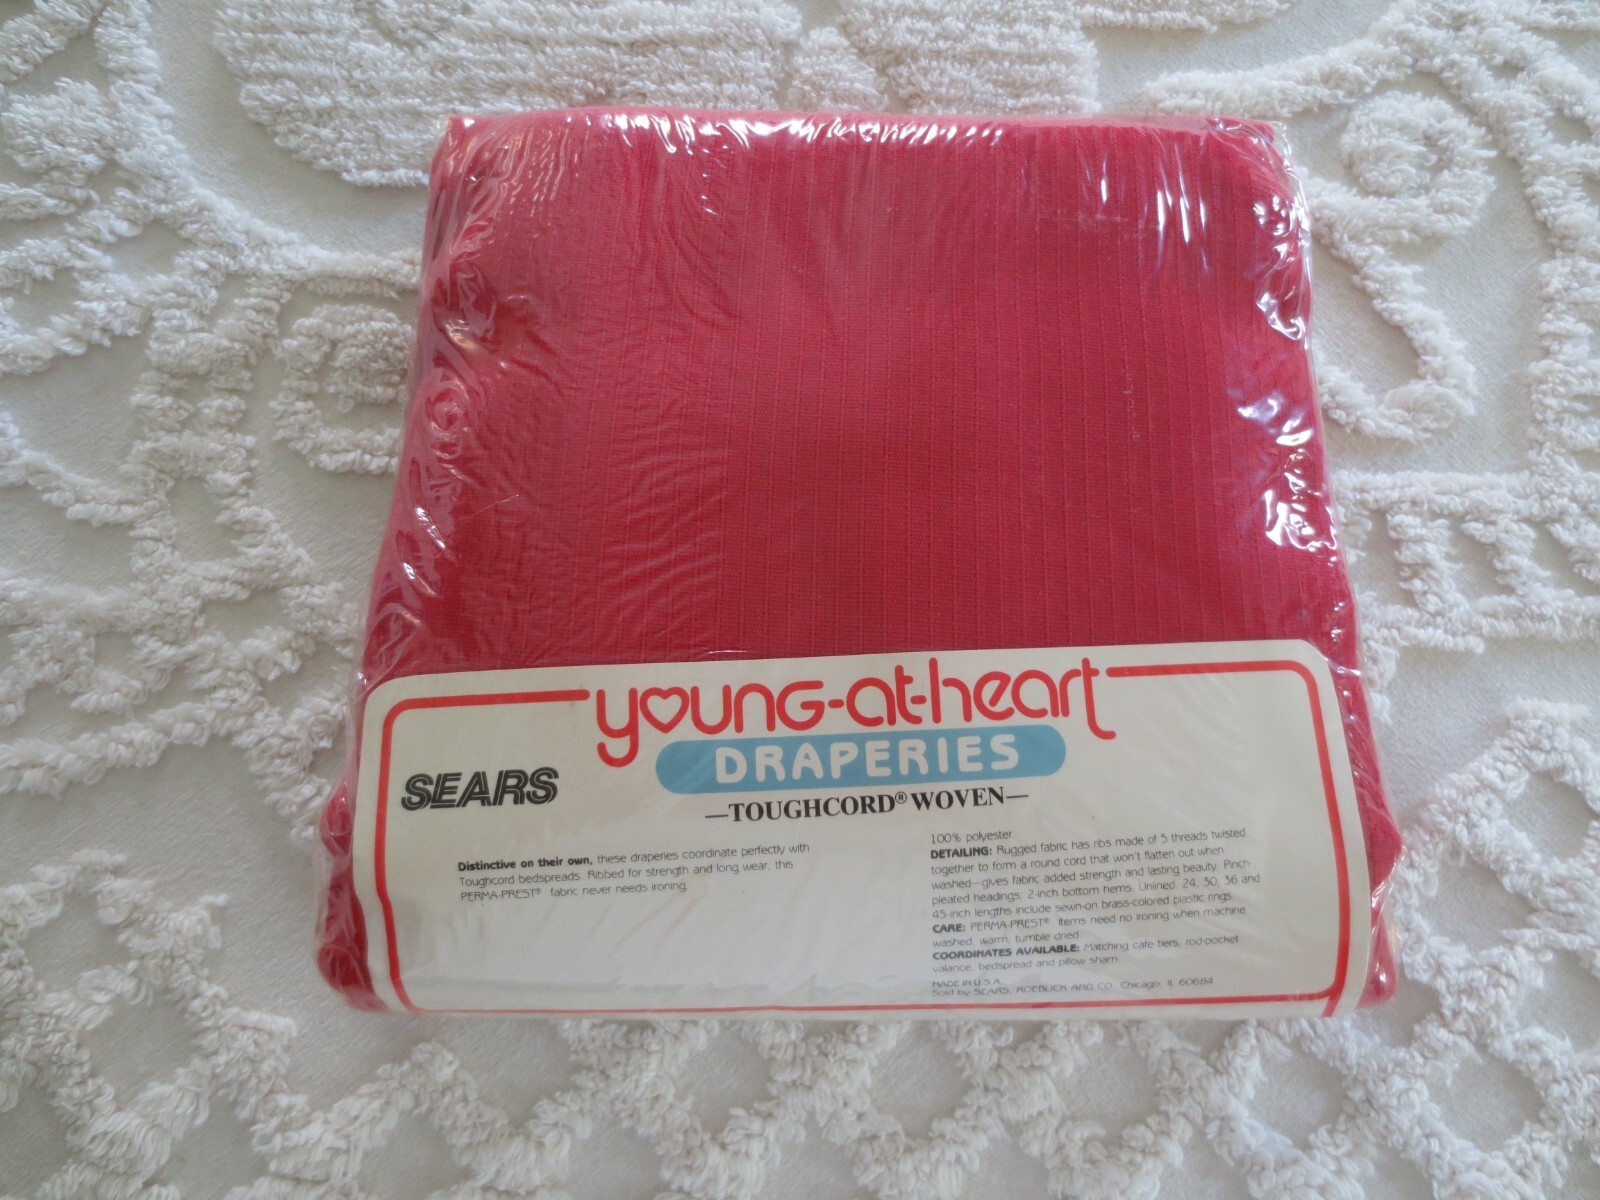 young-at-heart
DRAPERIES
SEARS
—TOUGHCORD® WOVEN—
Distinctive on their own, these draperies coordinate perfectly with
Toughcord bedspreads. Ribbed for strength and long wear, this
PERMA-PREST® fabric never needs ironing.
100% polyester
DETAILING: Rugged fabric has ribs made of 5 threads twisted
together to form a round cord that won't flatten out when
washed—gives fabric added strength and lasting beauty. Pinch-
pleated headings; 2-inch bottom hems. Unlined. 24, 30, 36 and
45-inch lengths include sewn-on brass-colored plastic rings.
CARE: PERMA-PREST® items need no ironing when machine
washed, warm; tumble dried.
COORDINATES AVAILABLE: Matching cafe tiers, rod-pocket
valance, bedspread and pillow sham.
MADE IN U.S.A.
Sold by SEARS, ROEBUCK AND CO. Chicago, IL 60684